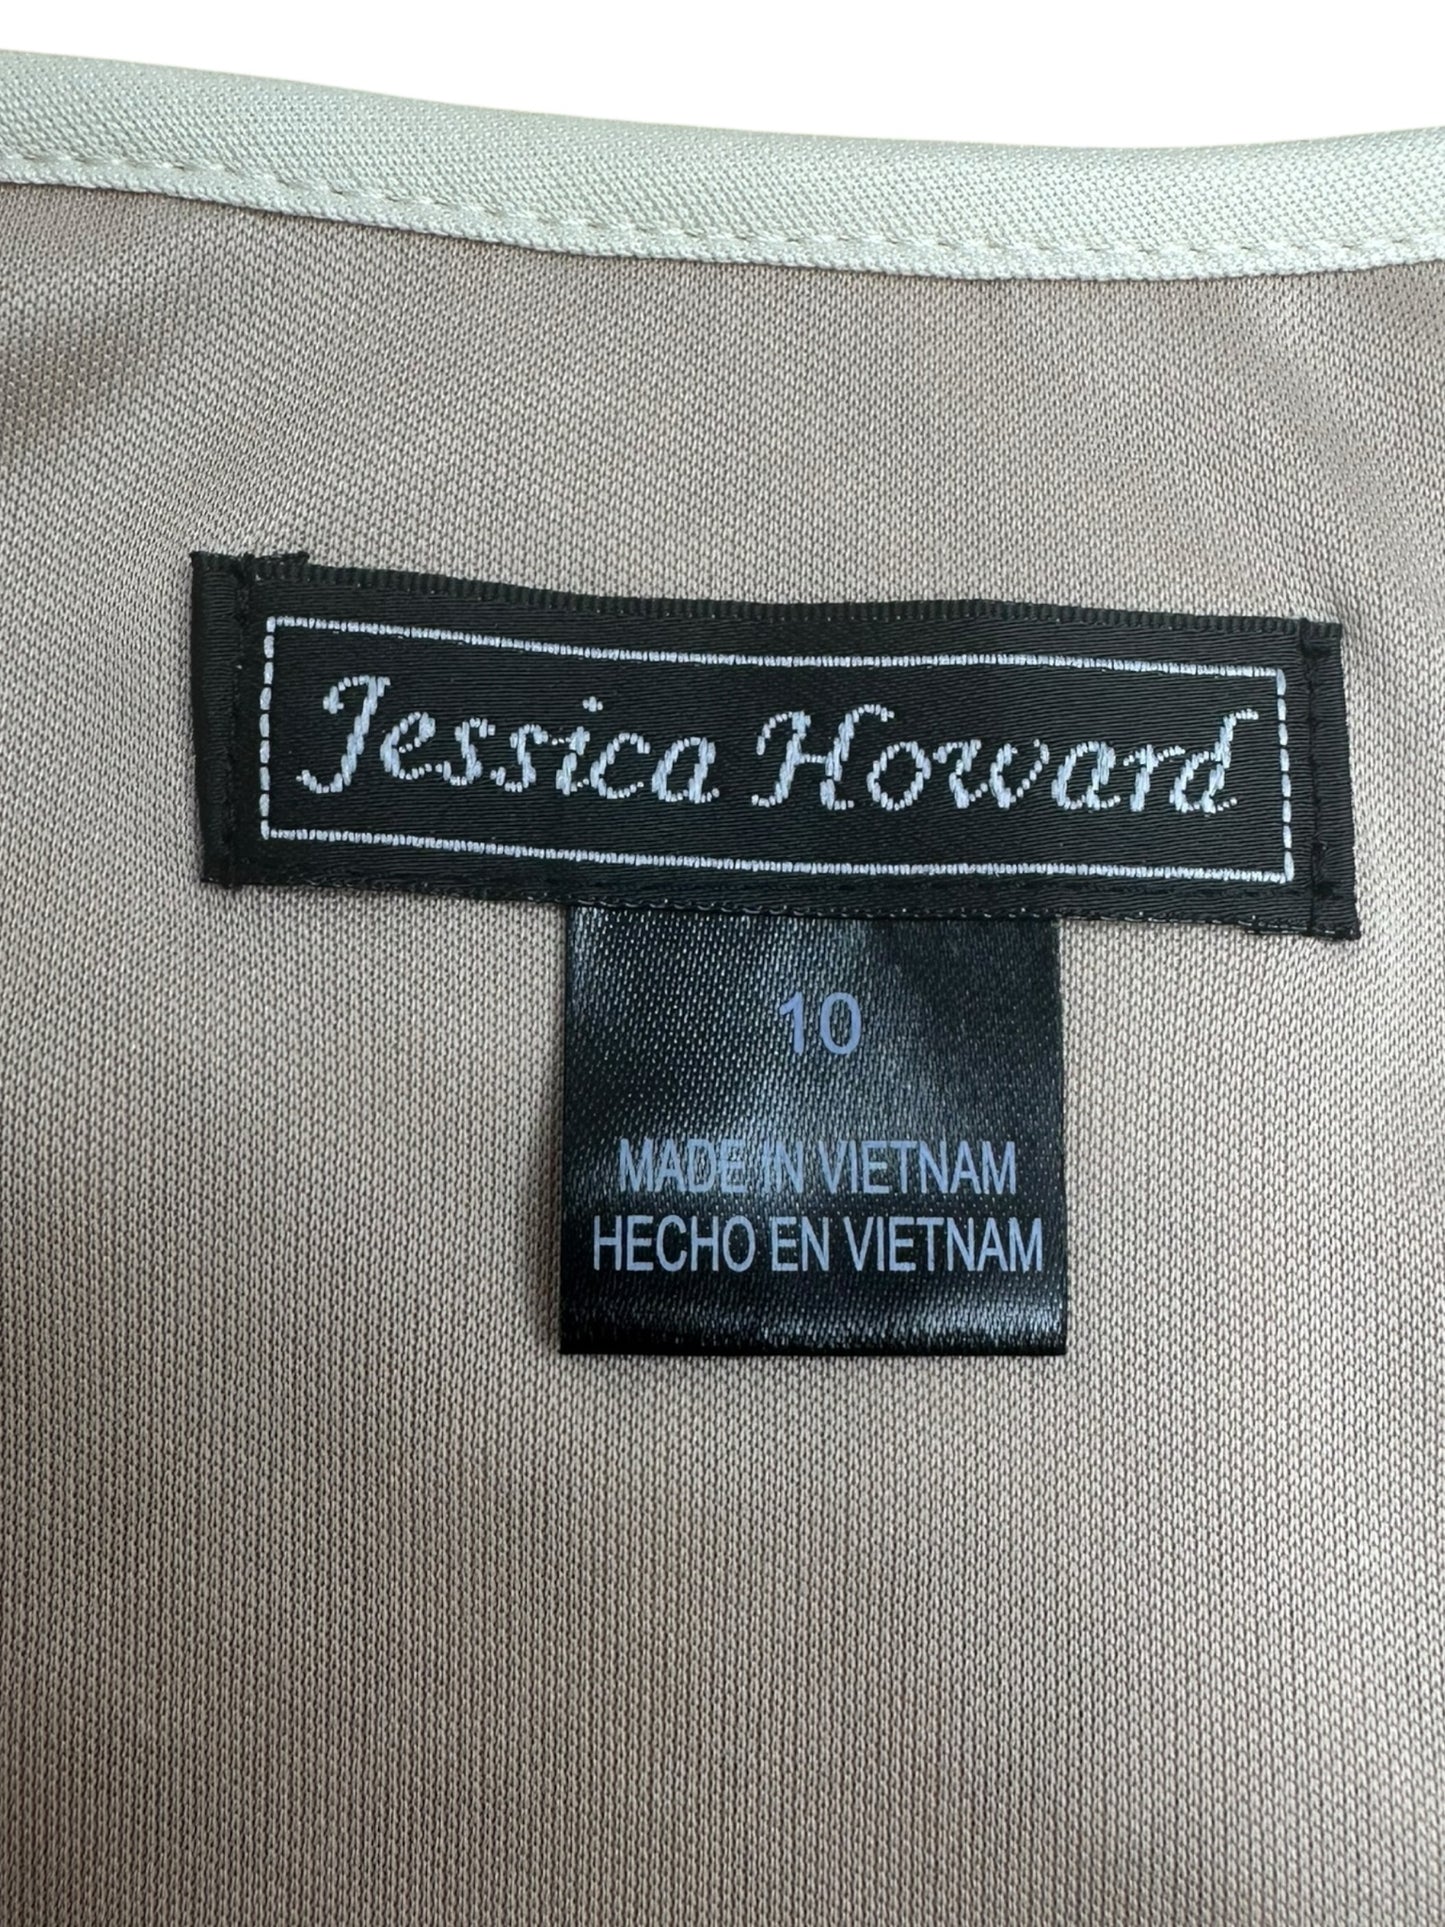 Jessica Howard
10
MADE IN VIETNAM
HECHO EN VIETNAM